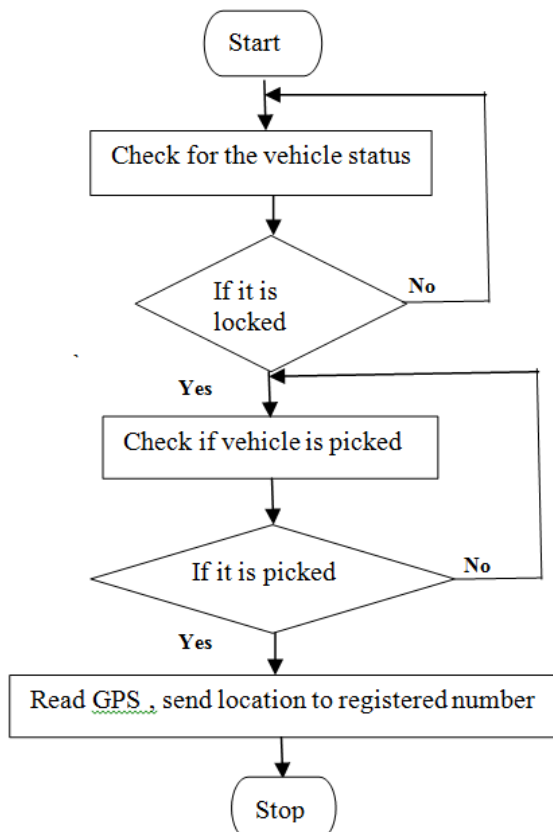 Start
Check for the vehicle status
If it is
locked
No
Yes
Check if vehicle is picked
If it is picked
No
Yes
Read GPS , send location to registered number
Stop